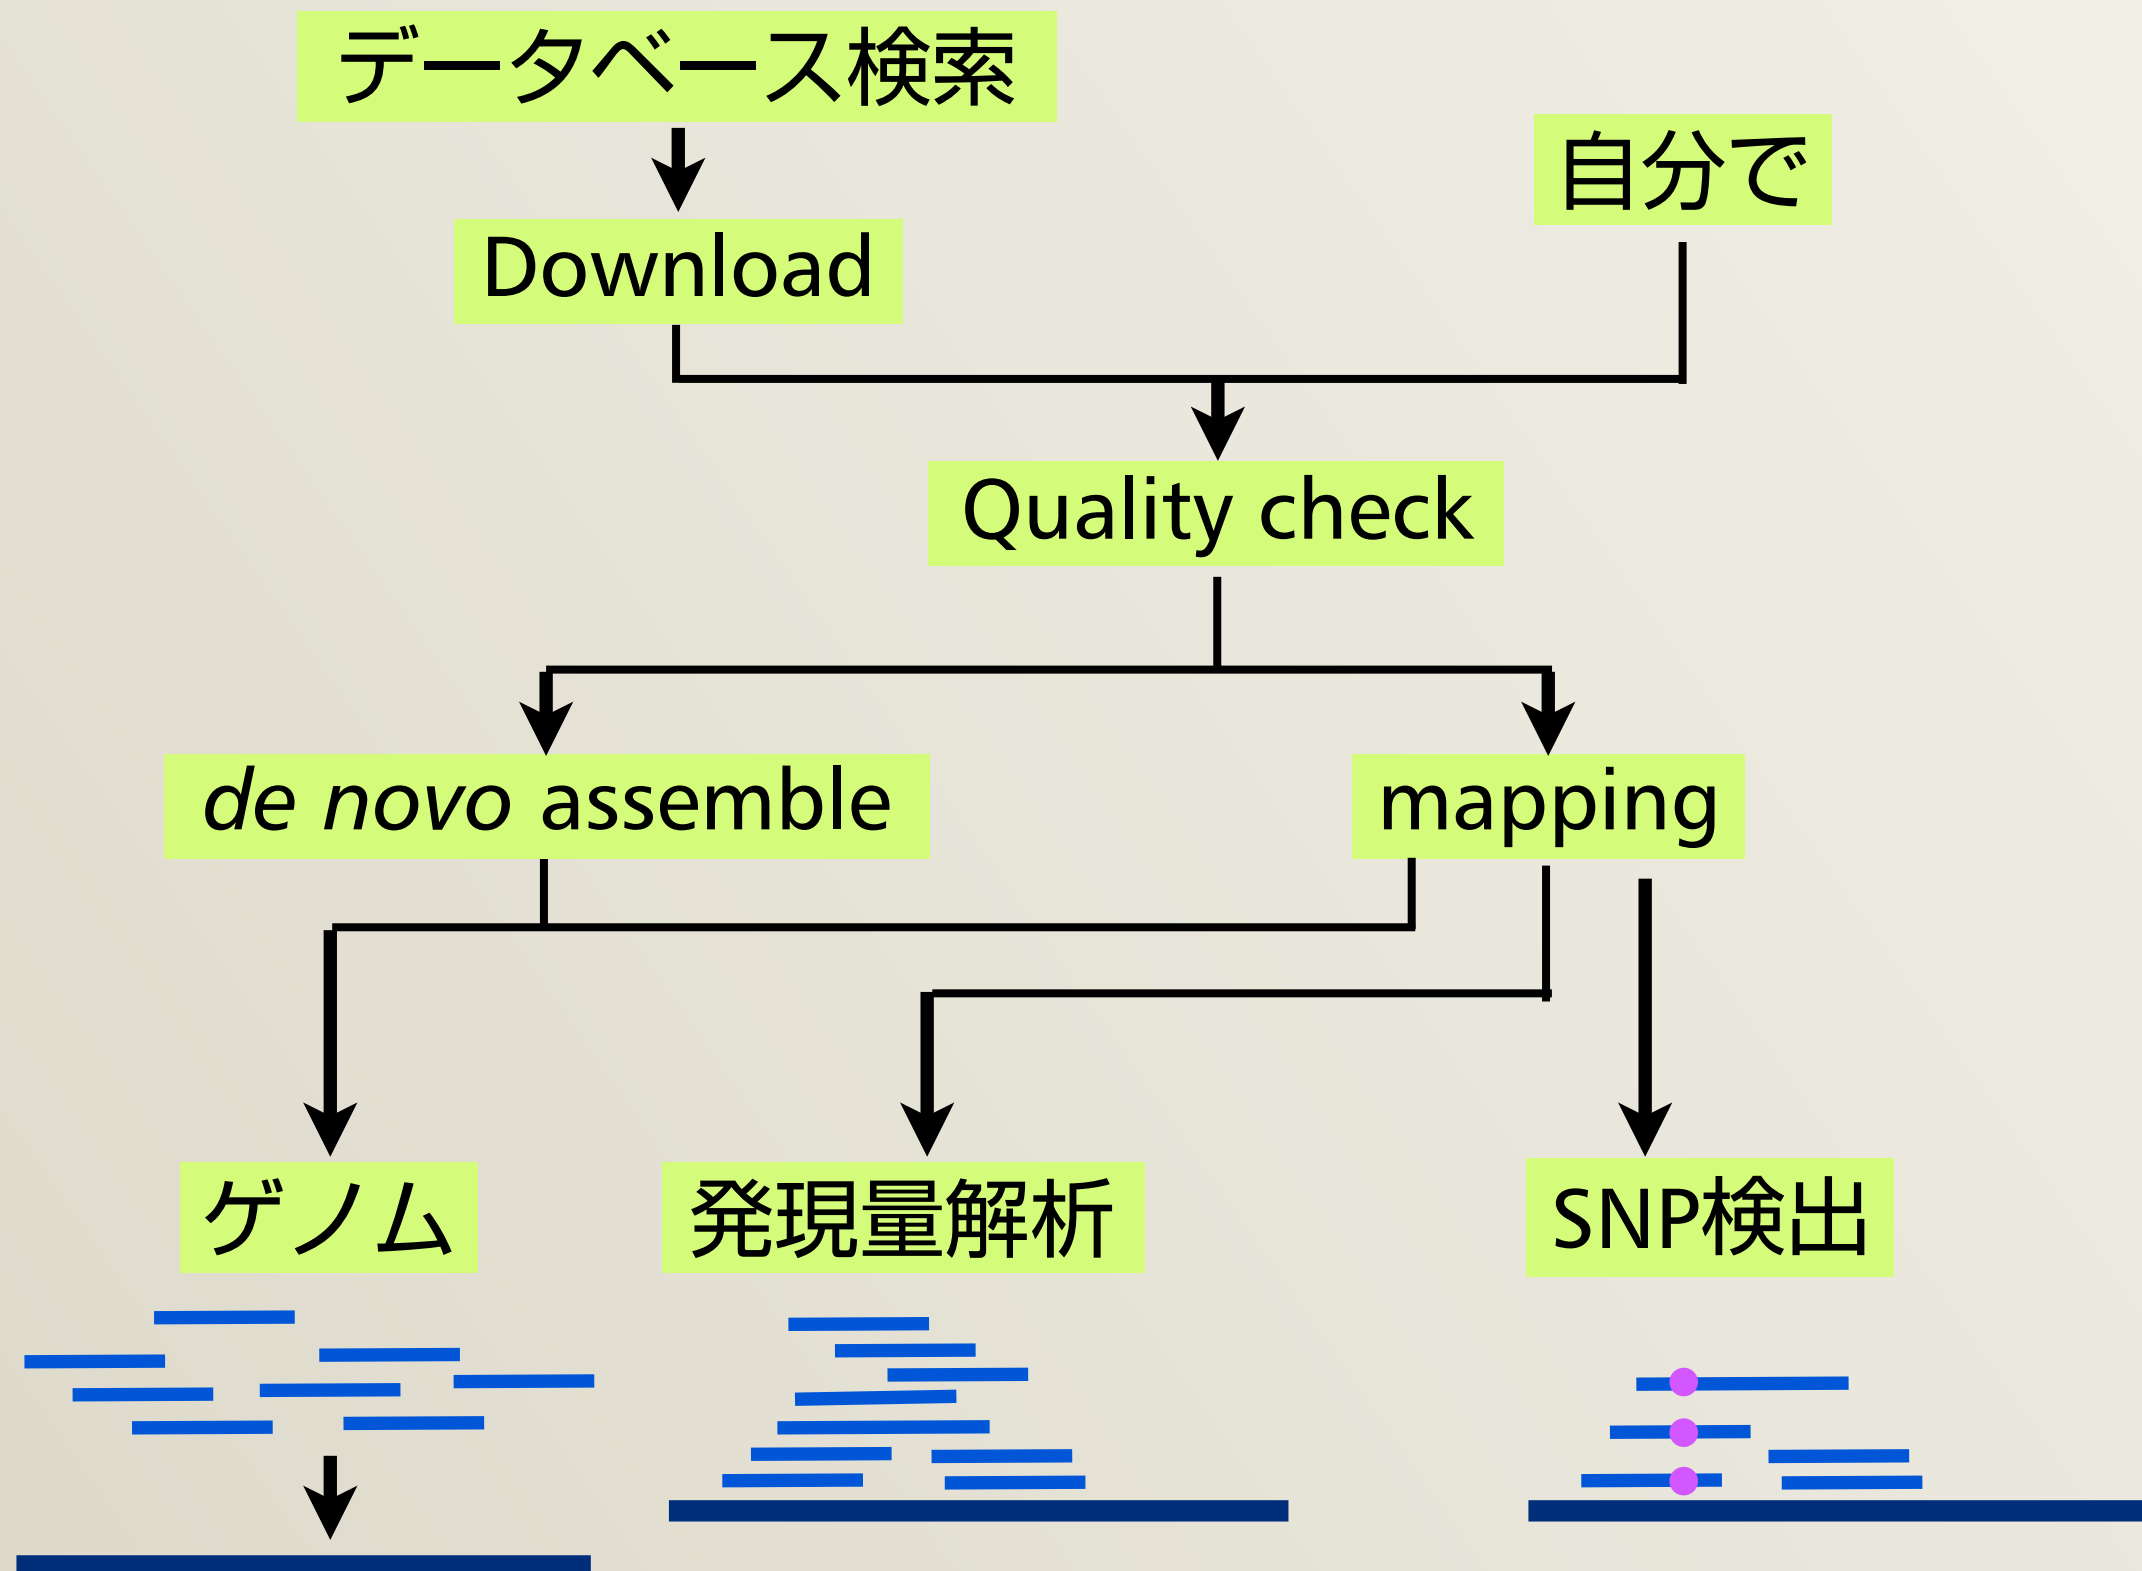 データベース検索
自分で
Download
Quality check
de novo assemble
mapping
ゲノム
発現量解析
SNP検出